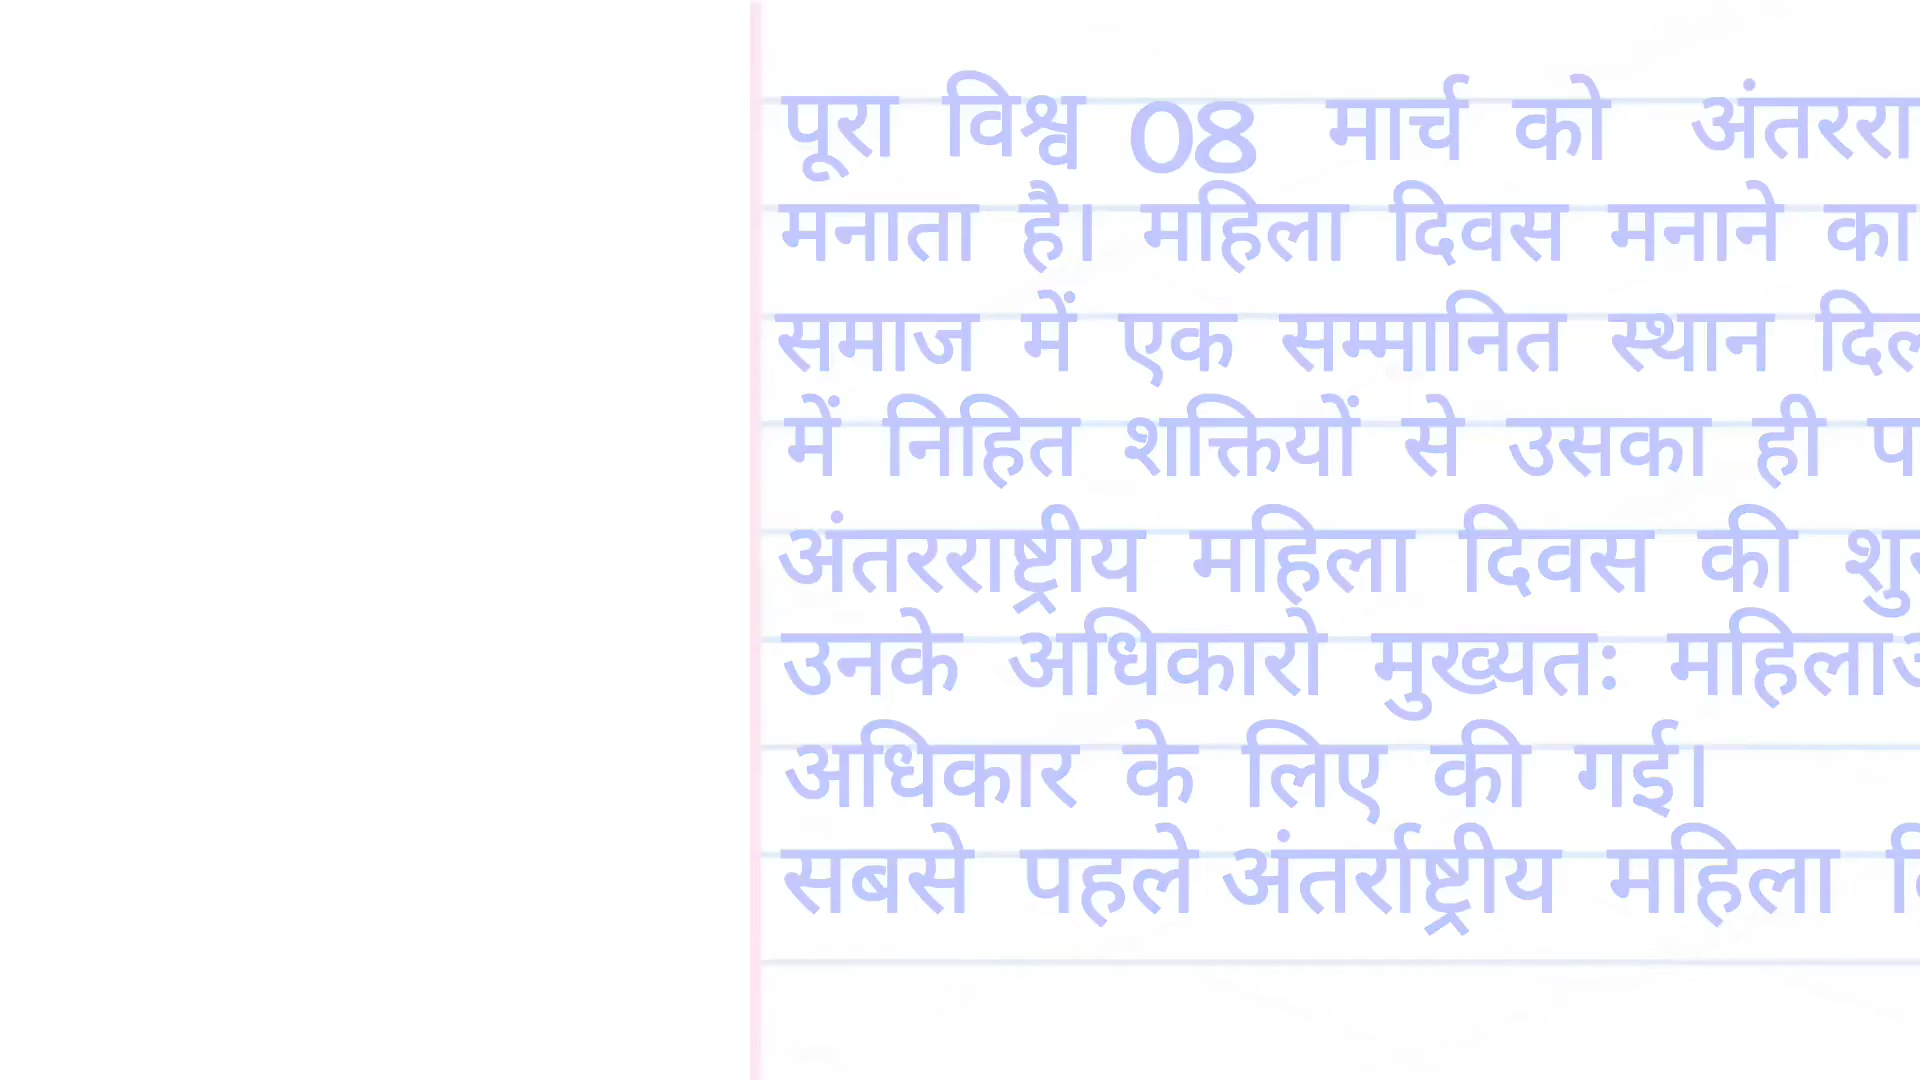 पूरा विश्व 08 मार्च को अंतररा
मनाता है। महिला दिवस मनाने का
समाज में एक सम्मानित स्थान दिल
में निहित शक्तियों से उसका ही प
अंतरराष्ट्रीय महिला दिवस की शु
उनके अधिकारो मुख्यतः महिलाअ
अधिकार के लिए की गई।
सबसे पहले अंतर्राष्ट्रीय महिला दि